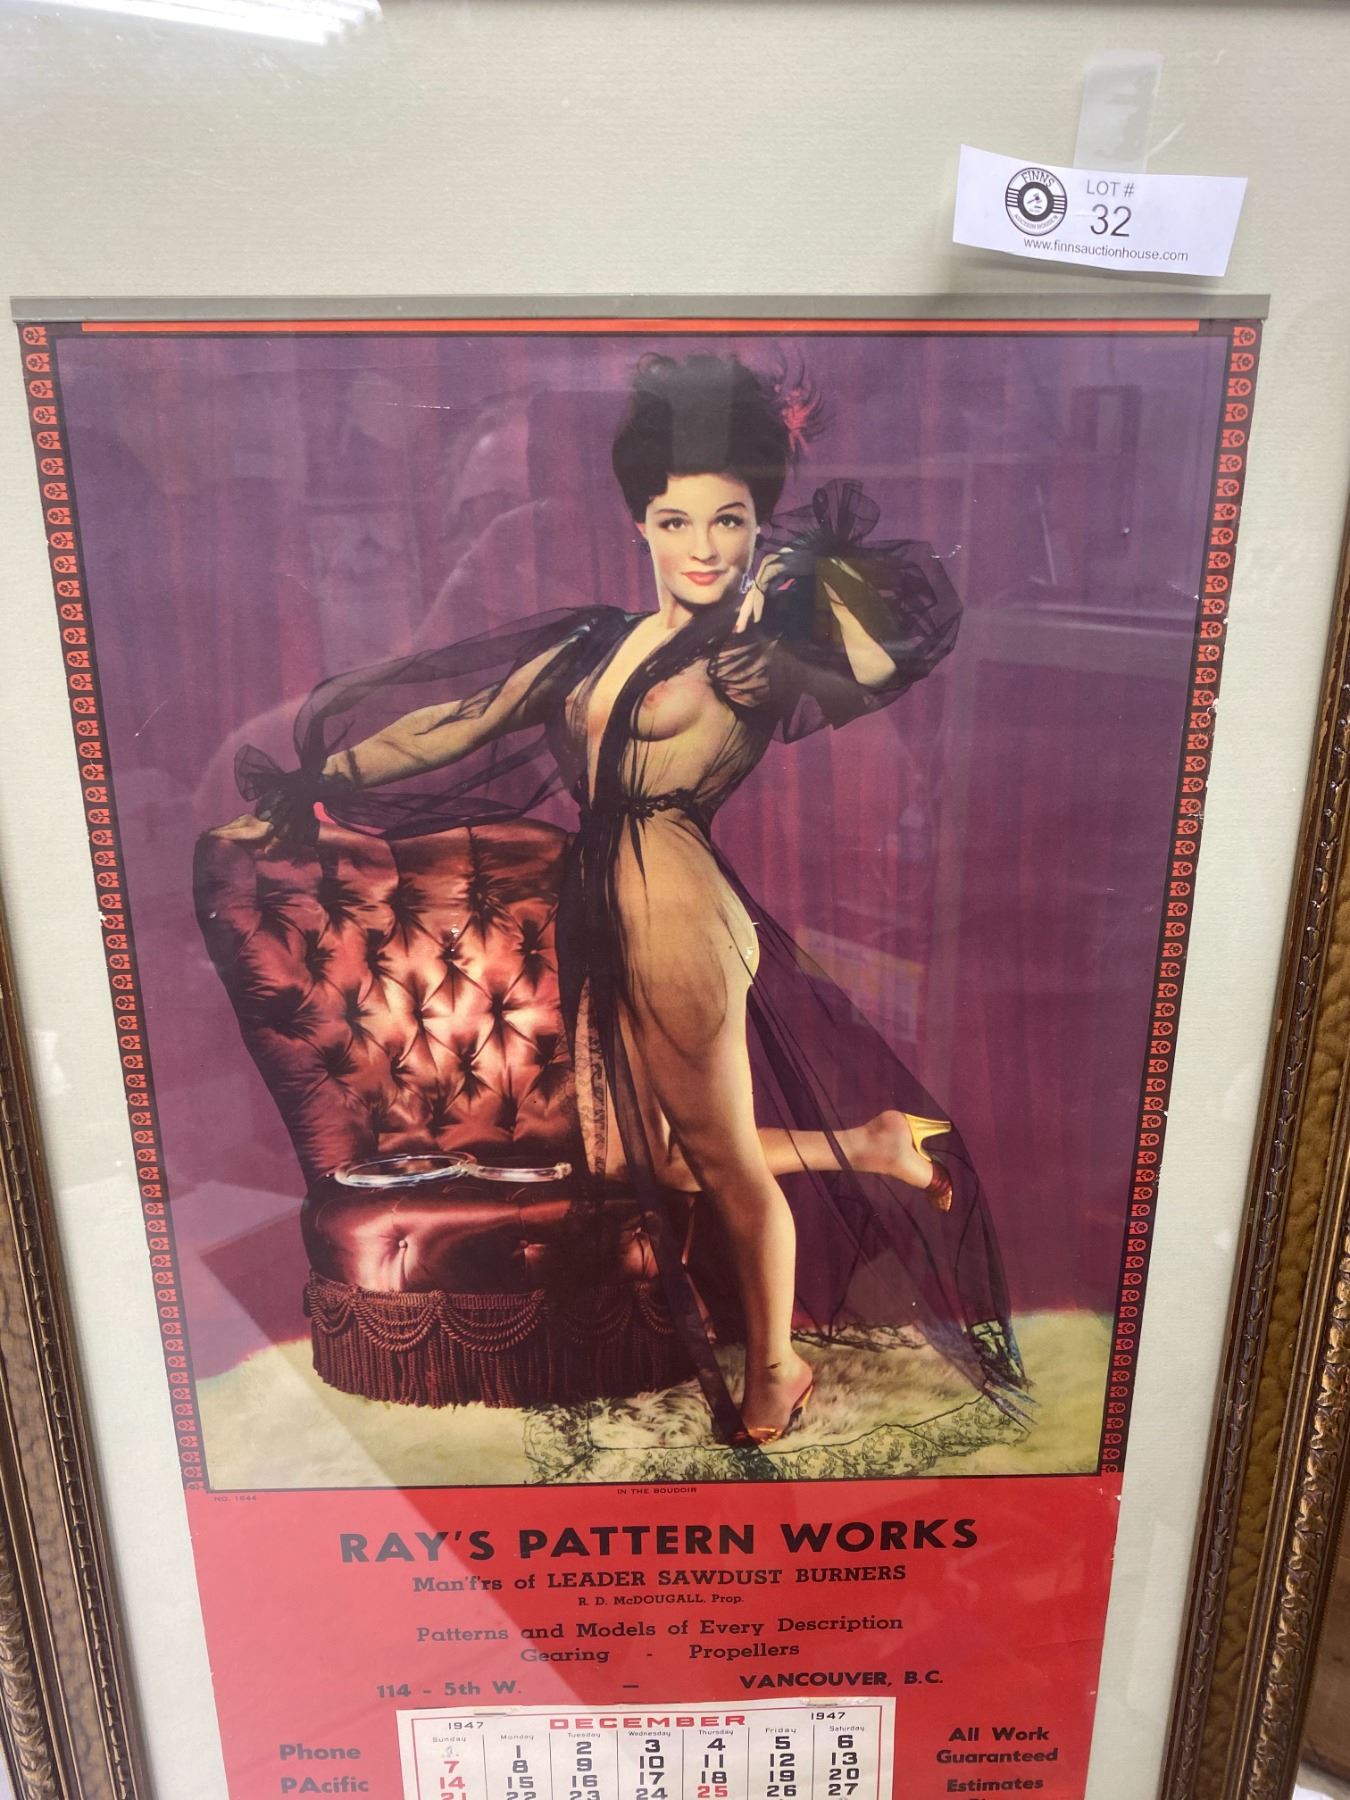 FINNS
AUCTION HOUSE
LOT #
32
www.finnsauctionhouse.com
NO. 1644
IN THE BOUDOIR
RAY'S PATTERN WORKS
Man'f'rs of LEADER SAWDUST BURNERS
R. D. McDOUGALL, Prop.
Patterns and Models of Every Description
Gearing - Propellers
114 - 5th W. — VANCOUVER, B.C.
1947 DECEMBER 1947
Sunday Monday Tuesday Wednesday Thursday Friday Saturday
1 2 3 4 5 6
7 8 9 10 11 12 13
14 15 16 17 18 19 20
21 22 23 24 25 26 27
Phone
PAcific
All Work
Guaranteed
Estimates